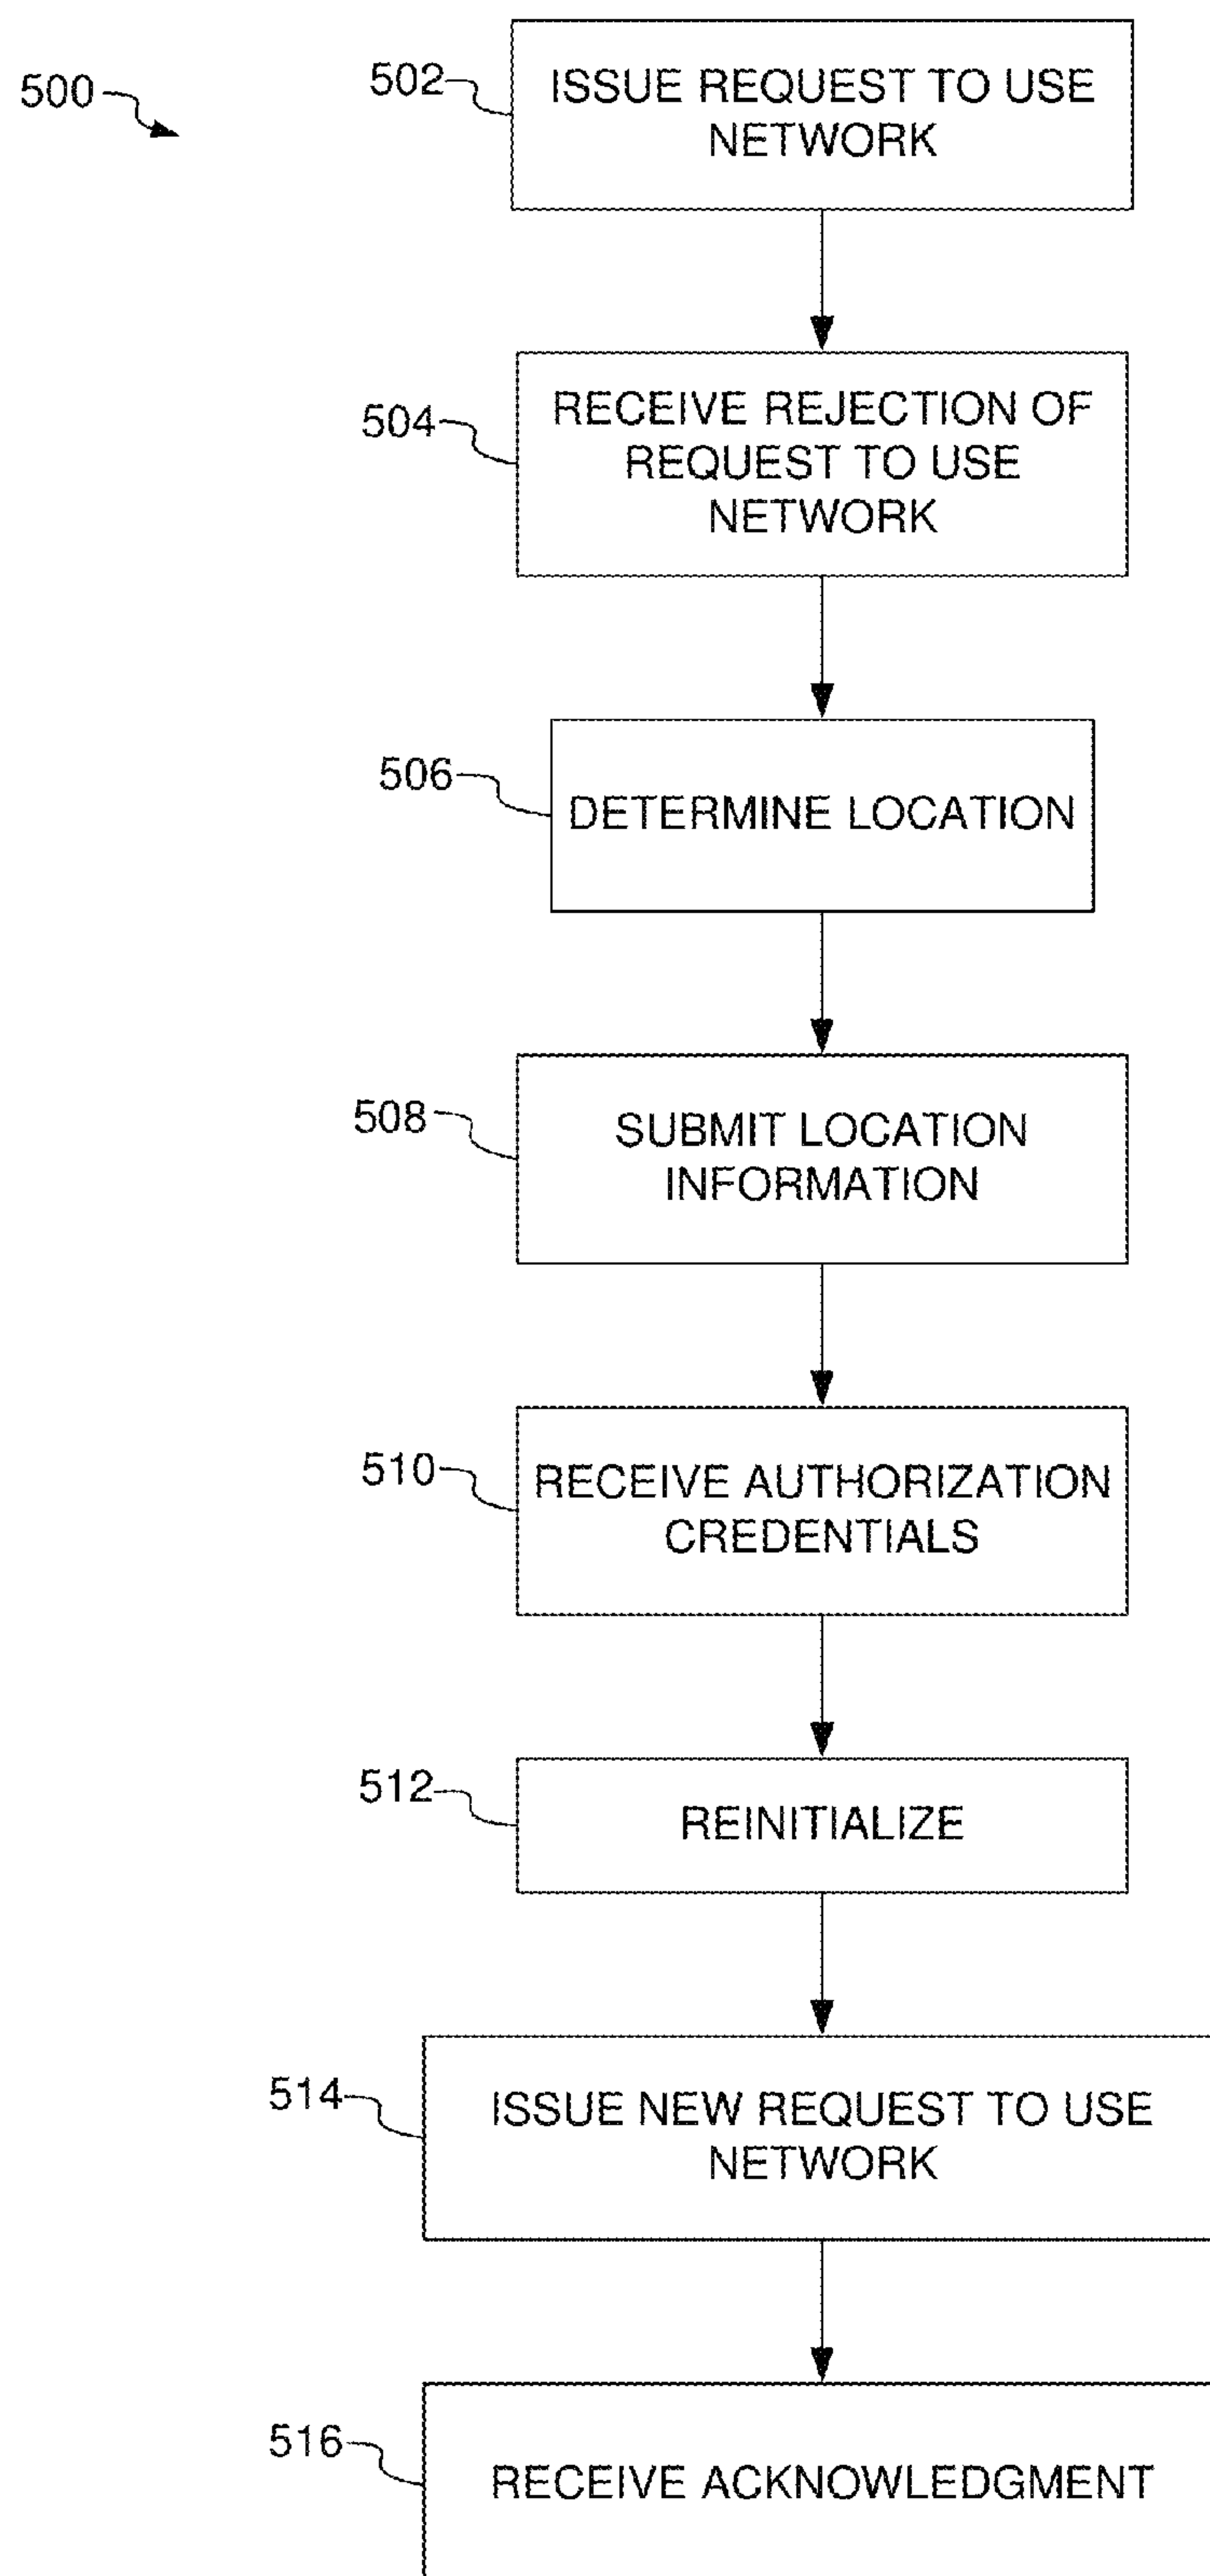 500
502
ISSUE REQUEST TO USE
NETWORK
504
RECEIVE REJECTION OF
REQUEST TO USE
NETWORK
506
DETERMINE LOCATION
508
SUBMIT LOCATION
INFORMATION
510
RECEIVE AUTHORIZATION
CREDENTIALS
512
REINITIALIZE
514
ISSUE NEW REQUEST TO USE
NETWORK
516
RECEIVE ACKNOWLEDGMENT